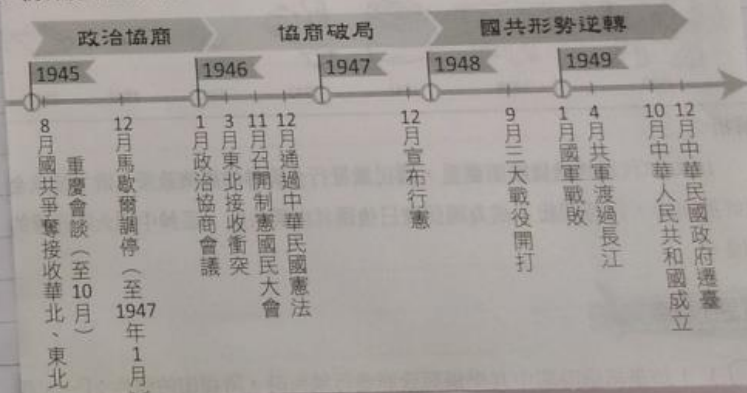 政治協商
協商破局
國共形勢逆轉
1945
1946
1947
1948
1949
8月國共爭奪接收華北、東北
重慶會談（至10月）
12月馬歇爾調停（至1947年1月
1月政治協商會議
3月東北接收衝突
11月召開制憲國民大會
12月通過中華民國憲法
12月宣布行憲
9月三大戰役開打
1月國軍戰敗
4月共軍渡過長江
10月中華人民共和國成立
12月中華民國政府遷臺